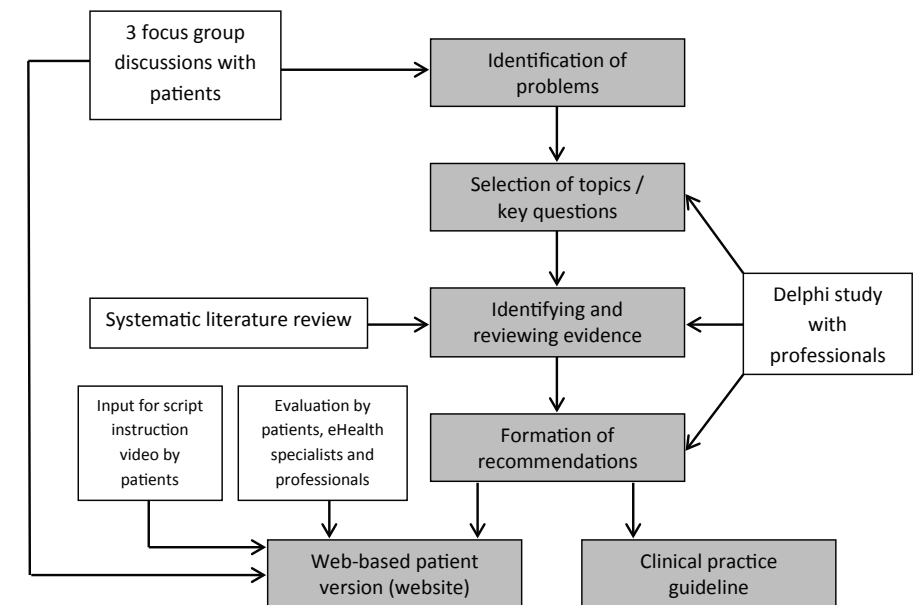 3 focus group
discussions with
patients
Identification of
problems
Selection of topics /
key questions
Systematic literature review
Identifying and
reviewing evidence
Delphi study
with
professionals
Input for script
instruction
video by
patients
Evaluation by
patients, eHealth
specialists and
professionals
Formation of
recommendations
Web-based patient
version (website)
Clinical practice
guideline